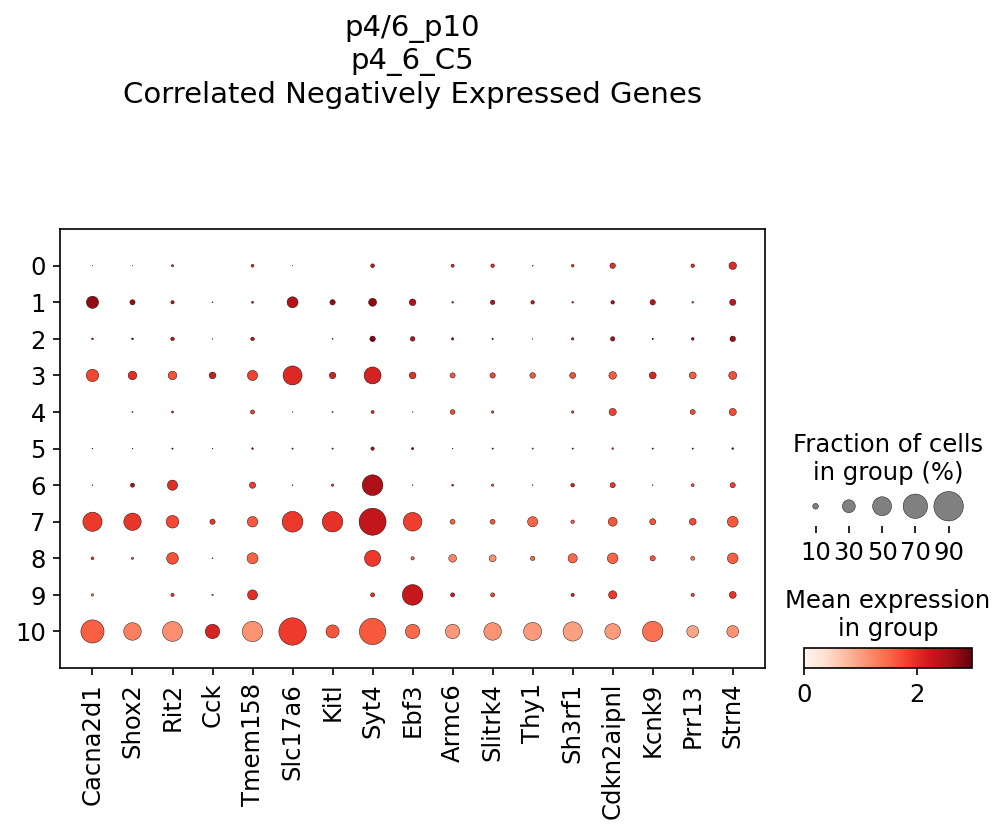 p4/6_p10
p4_6_C5
Correlated Negatively Expressed Genes
0
1
2
3
4
5
6
7
8
9
10
Cacna2d1
Shox2
Rit2
Cck
Tmem158
Slc17a6
Kitl
Syt4
Ebf3
Armc6
Slitrk4
Thy1
Sh3rf1
Cdkn2aipnl
Kcnk9
Prr13
Strn4
Fraction of cells
in group (%)
10 30 50 70 90
Mean expression
in group
0 2